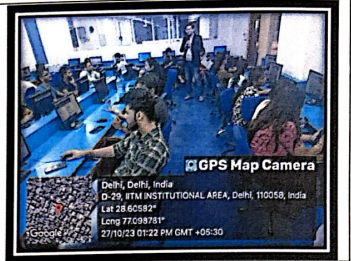 GPS Map Camera
Delhi, Delhi, India
D-29, IITM INSTITUTIONAL AREA, Delhi, 110058, India
Lat 28.60582°
Long 77.098781°
27/10/23 01:22 PM GMT +05:30
Google